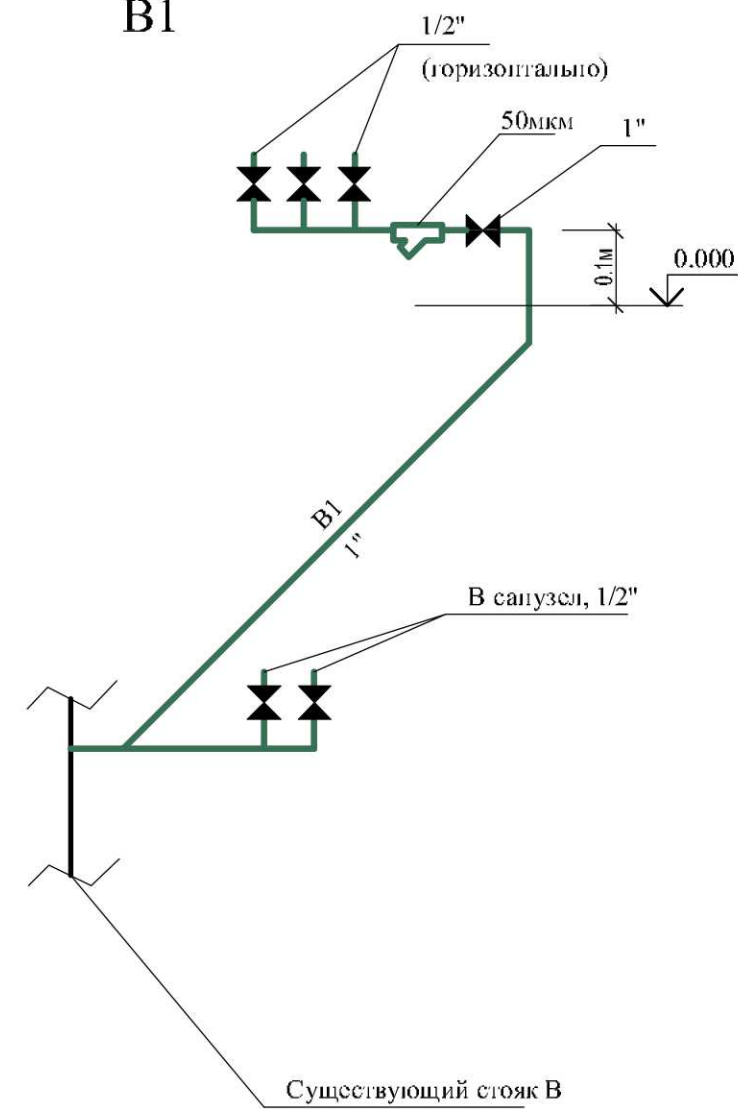 В1
1/2"
(горизонтально)
50мкм
1"
0.1м
0.000
В1
1"
В санузел, 1/2"
Существующий стояк В